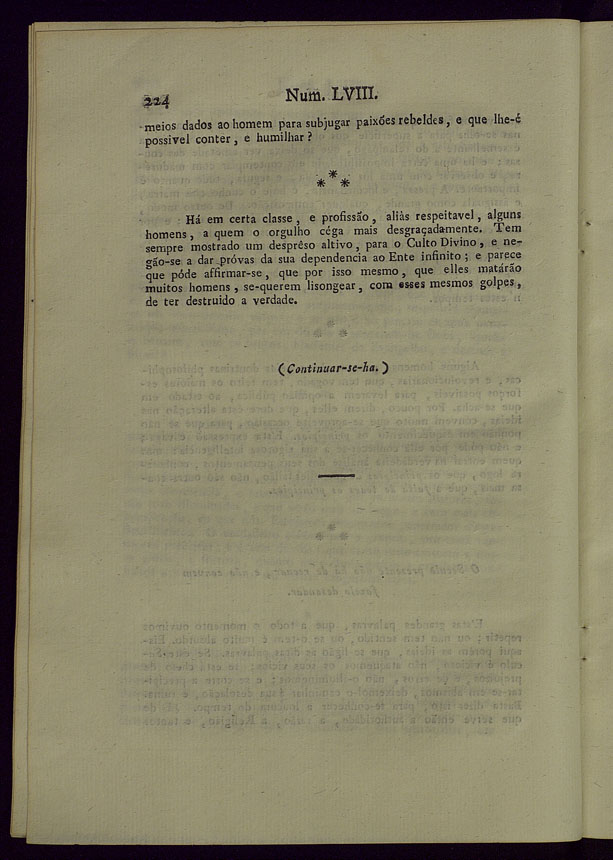 224
Num. LVIII.
meios dados ao homem para subjugar paixões rebeldes, e que lhe-é
possivel conter, e humilhar?
*
* *
Há em certa classe, e profissão, aliàs respeitavel, alguns
homens, a quem o orgulho céga mais desgraçadamente. Tem
sempre mostrado um desprêso altivo, para o Culto Divino, e ne-
gão-se a dar próvas da sua dependencia ao Ente infinito; e parece
que póde affirmar-se, que por isso mesmo, que elles matárão
muitos homens, se-querem lisongear, com esses mesmos golpes,
de ter destruido a verdade.
(Continuar-se-ha.)